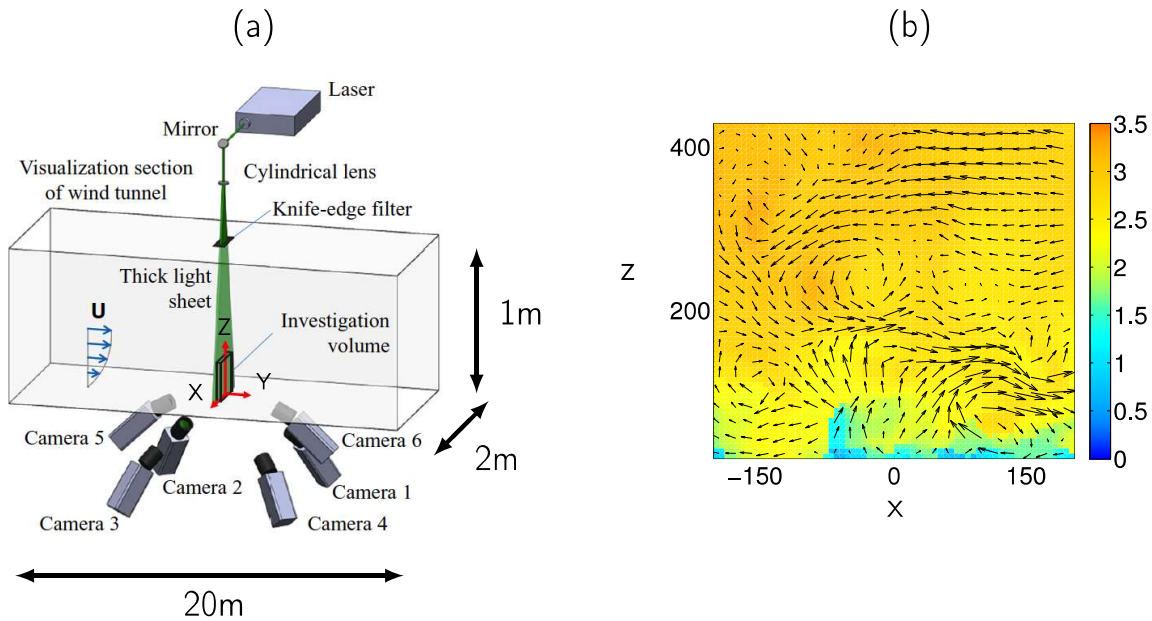 (a)
Laser
Mirror
Visualization section
of wind tunnel
Cylindrical lens
Knife-edge filter
Thick light
sheet
U
Z
Investigation
volume
1m
X
Y
Camera 5
Camera 6
2m
Camera 2
Camera 1
Camera 3
Camera 4
20m
(b)
400
200
z
-150
0
150
x
3.5
3
2.5
2
1.5
1
0.5
0